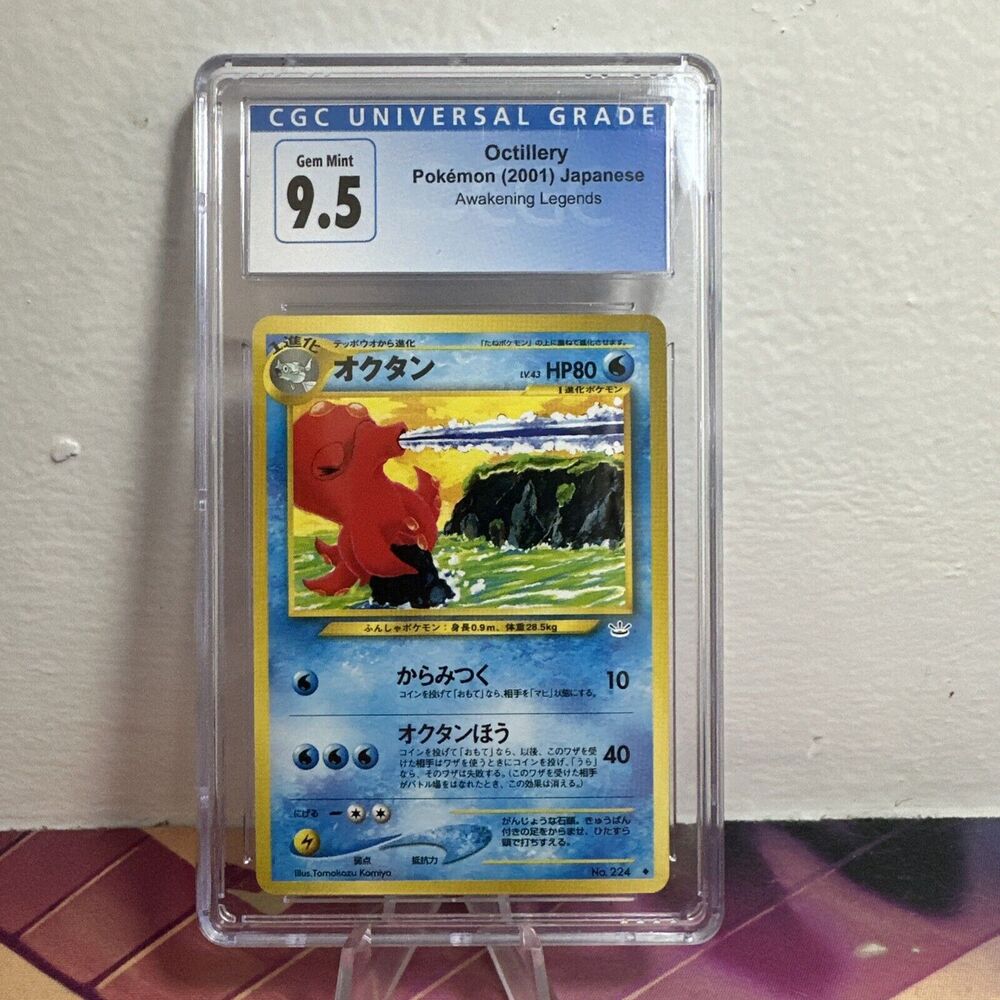 CGC UNIVERSAL GRADE
Gem Mint
9.5
Octillery
Pokémon (2001) Japanese
Awakening Legends
1進化
テッポウオから進化
「たねポケモン」の上に重ねて進化させます。
オクタン
LV.43 HP80
1進化ポケモン
ふんしゃポケモン：身長0.9m、体重28.5kg
からみつく
10
コインを投げて「おもて」なら、相手を「マヒ」状態にする。
オクタンほう
40
コインを投げて「おもて」なら、以後、このワザを受
けた相手はワザを使うときにコインを投げ、「うら」
なら、そのワザは失敗する。（このワザを受けた相手
がバトル場をはなれたとき、この効果は消える。）
にげる
弱点
抵抗力
がんじょうな石頭。きゅうばん
付きの足をからませ、ひたすら
頭で打ちすえる。
Illus.Tomokazu Komiya
No. 224